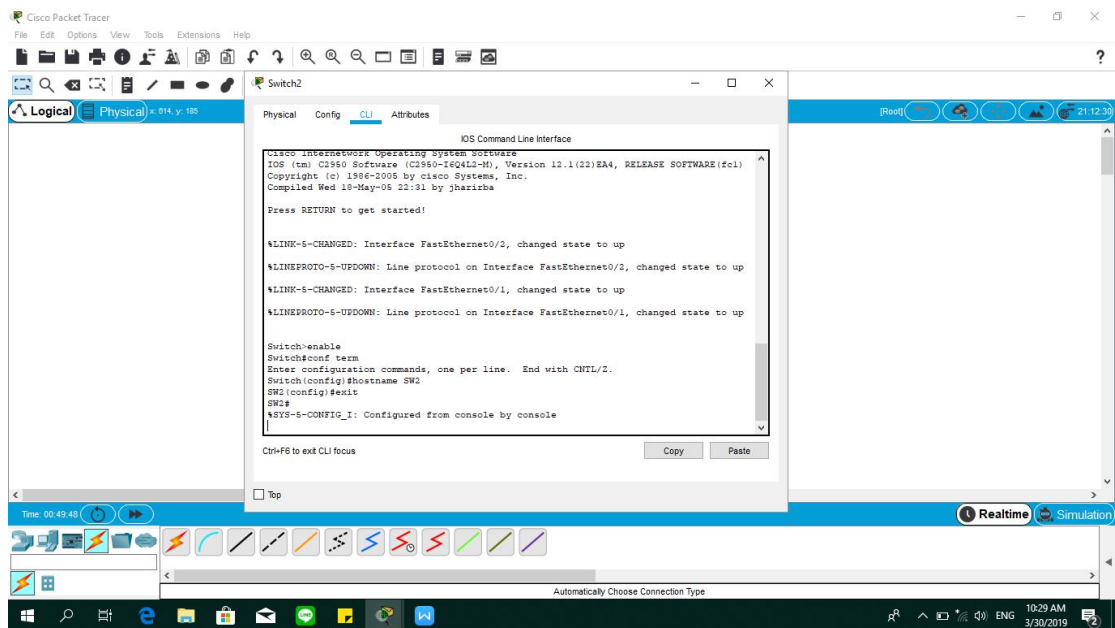 Cisco Packet Tracer
File Edit Options View Tools Extensions Help
?
Logical
Physical
x: 614, y: 185
[Root]
21:12:30
Switch2
Physical Config CLI Attributes
IOS Command Line Interface
Cisco Internetwork Operating System Software
IOS (tm) C2950 Software (C2950-I6Q4L2-M), Version 12.1(22)EA4, RELEASE SOFTWARE(fc1)
Copyright (c) 1986-2005 by cisco Systems, Inc.
Compiled Wed 18-May-05 22:31 by jharirba
Press RETURN to get started!
%LINK-5-CHANGED: Interface FastEthernet0/2, changed state to up
%LINEPROTO-5-UPDOWN: Line protocol on Interface FastEthernet0/2, changed state to up
%LINK-5-CHANGED: Interface FastEthernet0/1, changed state to up
%LINEPROTO-5-UPDOWN: Line protocol on Interface FastEthernet0/1, changed state to up
Switch>enable
Switch#conf term
Enter configuration commands, one per line. End with CNTL/Z.
Switch(config)#hostname SW2
SW2(config)#exit
SW2#
%SYS-5-CONFIG_I: Configured from console by console
Ctrl+F6 to exit CLI focus
Copy
Paste
Top
Time: 00:49:48
Realtime
Simulation
Automatically Choose Connection Type
ENG
10:29 AM
3/30/2019
2